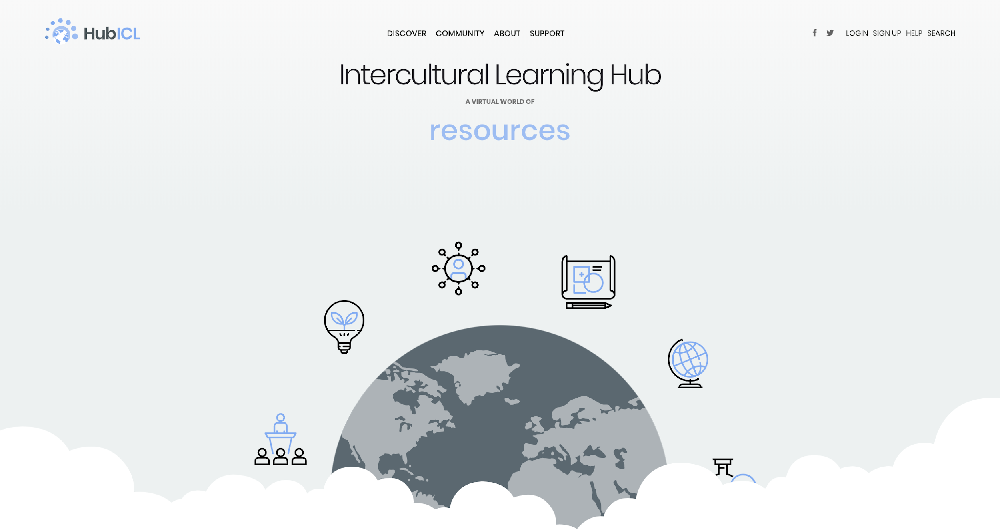 HubICL
DISCOVER COMMUNITY ABOUT SUPPORT
LOGIN SIGN UP HELP SEARCH
Intercultural Learning Hub
A VIRTUAL WORLD OF
resources